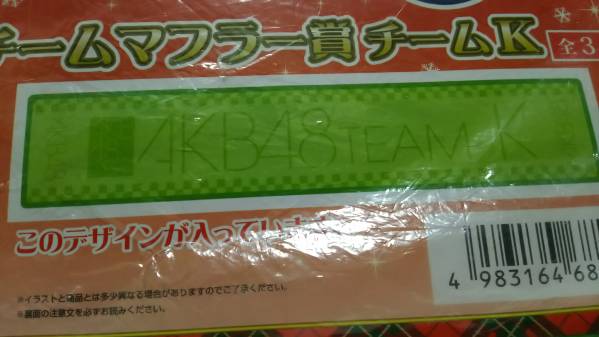 チームマフラー賞 チームK 全3
AKB48 TEAM K
このデザインが入っています
※イラストと商品とは多少異なる場合がありますのでご了承ください。
※裏面の注意文を必ずお読みください。
4 983164 68